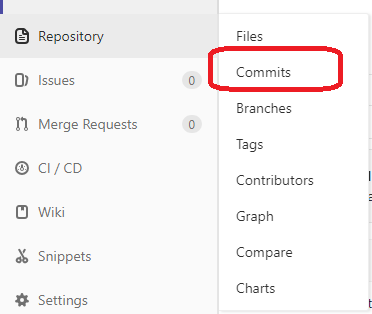 Repository
Issues 0
Merge Requests 0
CI / CD
Wiki
Snippets
Settings
Files
Commits
Branches
Tags
Contributors
Graph
Compare
Charts